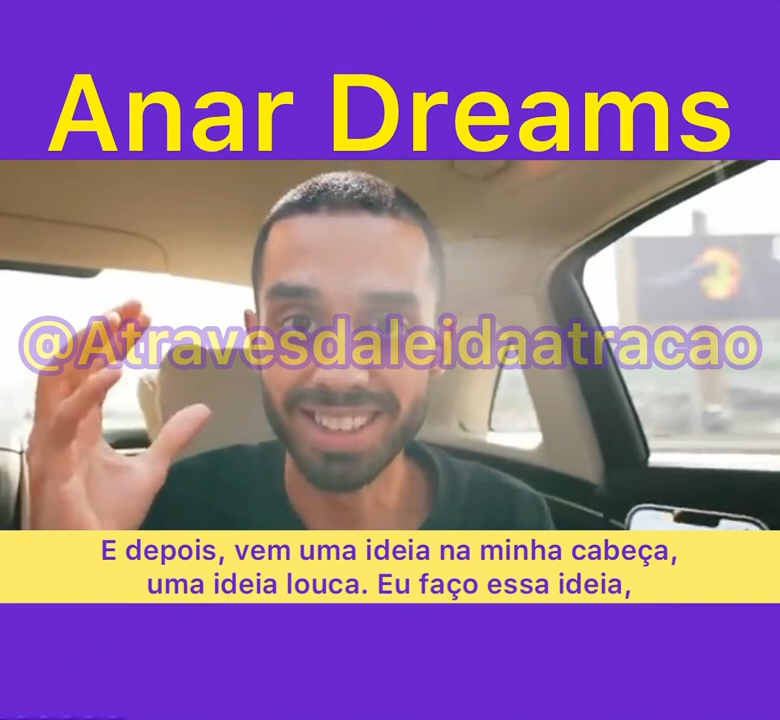 Anar Dreams
@Atravesdaleidaatracao
E depois, vem uma ideia na minha cabeça,
uma ideia louca. Eu faço essa ideia,